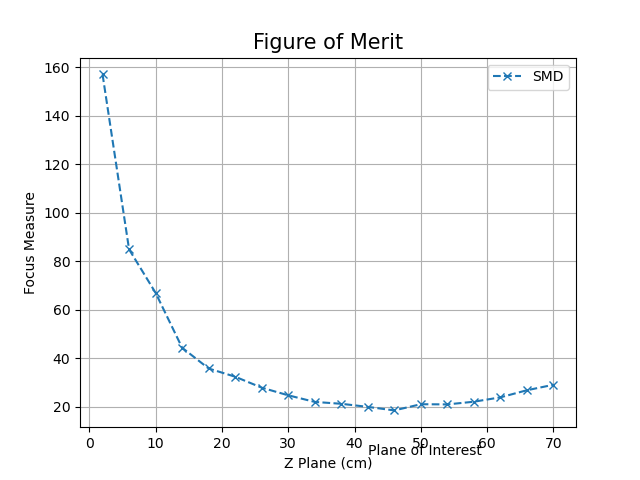 Figure of Merit
SMD
160
140
120
100
80
60
40
20
Focus Measure
0 10 20 30 40 50 60 70
Plane of Interest
Z Plane (cm)